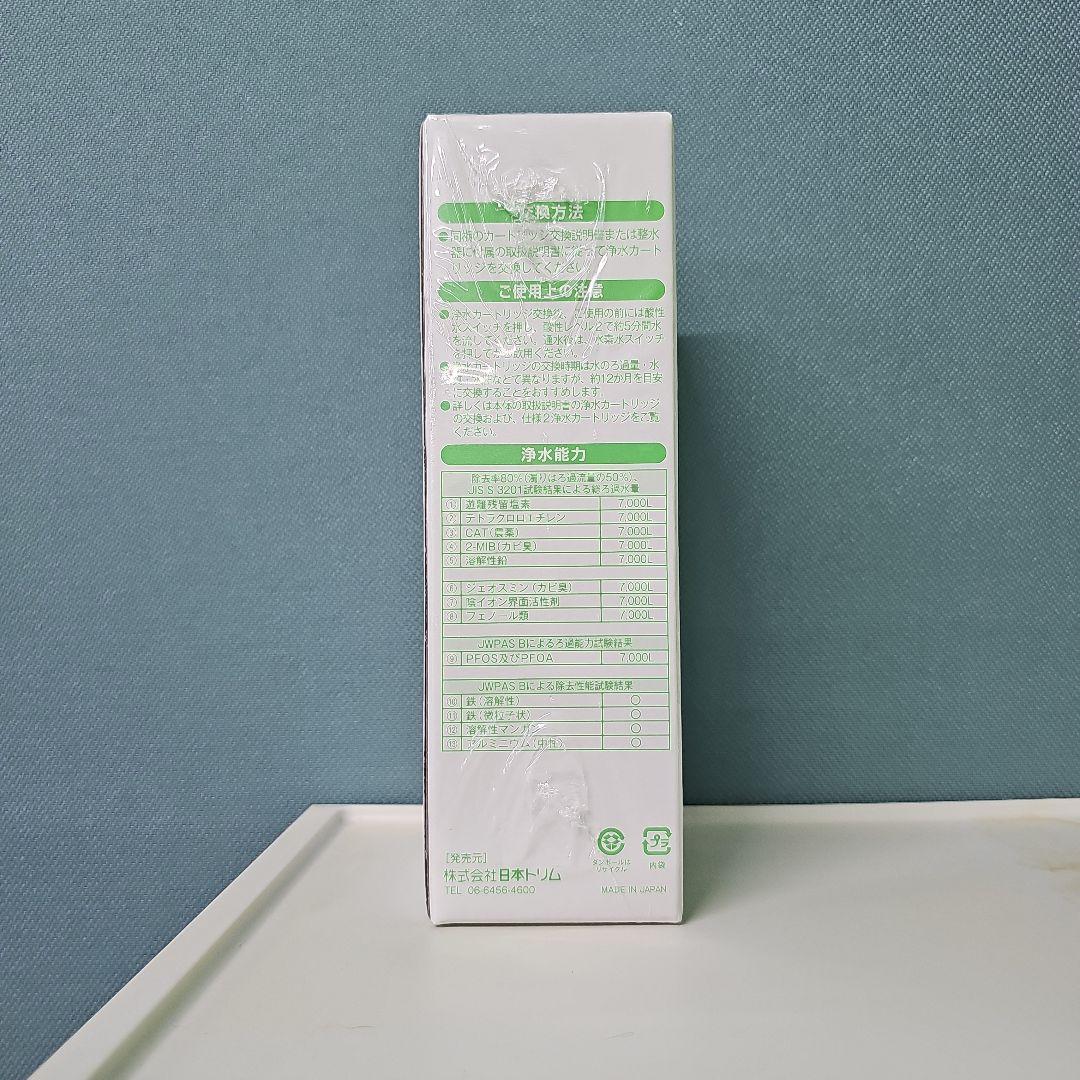 交換方法
●同梱のカートリッジ交換説明書または整水
器に付属の取扱説明書に従って浄水カート
リッジを交換してください。
ご使用上の注意
●浄水カートリッジ交換後、ご使用の前には酸性
水スイッチを押し、酸性レベル2で約5分間水
を流してください。通水後は、水素水スイッチ
を押してから飲用ください。
●浄水カートリッジの交換時期は水のろ過量・水
などで異なりますが、約12か月を目安
に交換することをおすすめします。
●詳しくは本体の取扱説明書の浄水カートリッジ
の交換および、仕様2浄水カートリッジをご覧
ください。
浄水能力
除去率80%(濁りはろ過流量の50%)、
JIS S 3201試験結果による総ろ過水量
① 遊離残留塩素 7,000L
② テトラクロロエチレン 7,000L
③ CAT(農薬) 7,000L
④ 2-MIB(カビ臭) 7,000L
⑤ 溶解性鉛 7,000L
⑥ ジェオスミン(カビ臭) 7,000L
⑦ 陰イオン界面活性剤 7,000L
⑧ フェノール類 7,000L
JWPAS Bによるろ過能力試験結果
⑨ PFOS及びPFOA 7,000L
JWPAS Bによる除去性能試験結果
⑩ 鉄(溶解性) ○
⑪ 鉄(微粒子状) ○
⑫ 溶解性マンガン ○
⑬ アルミニウム(中性) ○
[発売元]
株式会社日本トリム
TEL 06-6456-4600
ダンボールは
リサイクル
プラ
内袋
MADE IN JAPAN